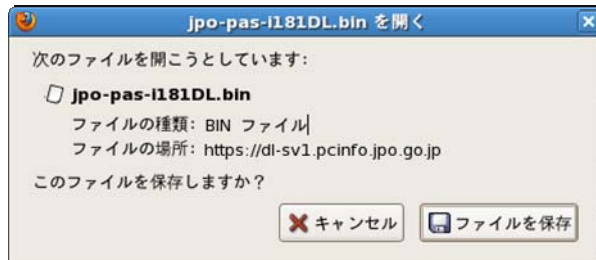 jpo-pas-i181DL.bin を開く
次のファイルを開こうとしています:
jpo-pas-i181DL.bin
ファイルの種類: BIN ファイル
ファイルの場所: https://dl-sv1.pcinfo.jpo.go.jp
このファイルを保存しますか？
キャンセル ファイルを保存